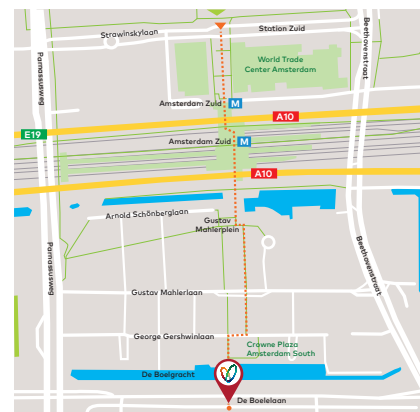 Strawinskylaan
Station Zuid
Parnassusweg
Beethovenstraat
World Trade
Center Amsterdam
Amsterdam Zuid M
A10
E19
Amsterdam Zuid M
A10
Arnold Schönberglaan
Gustav
Mahlerplein
Parnassusweg
Beethovenstraat
Gustav Mahlerlaan
George Gershwinlaan
Crowne Plaza
Amsterdam South
De Boelgracht
De Boelelaan